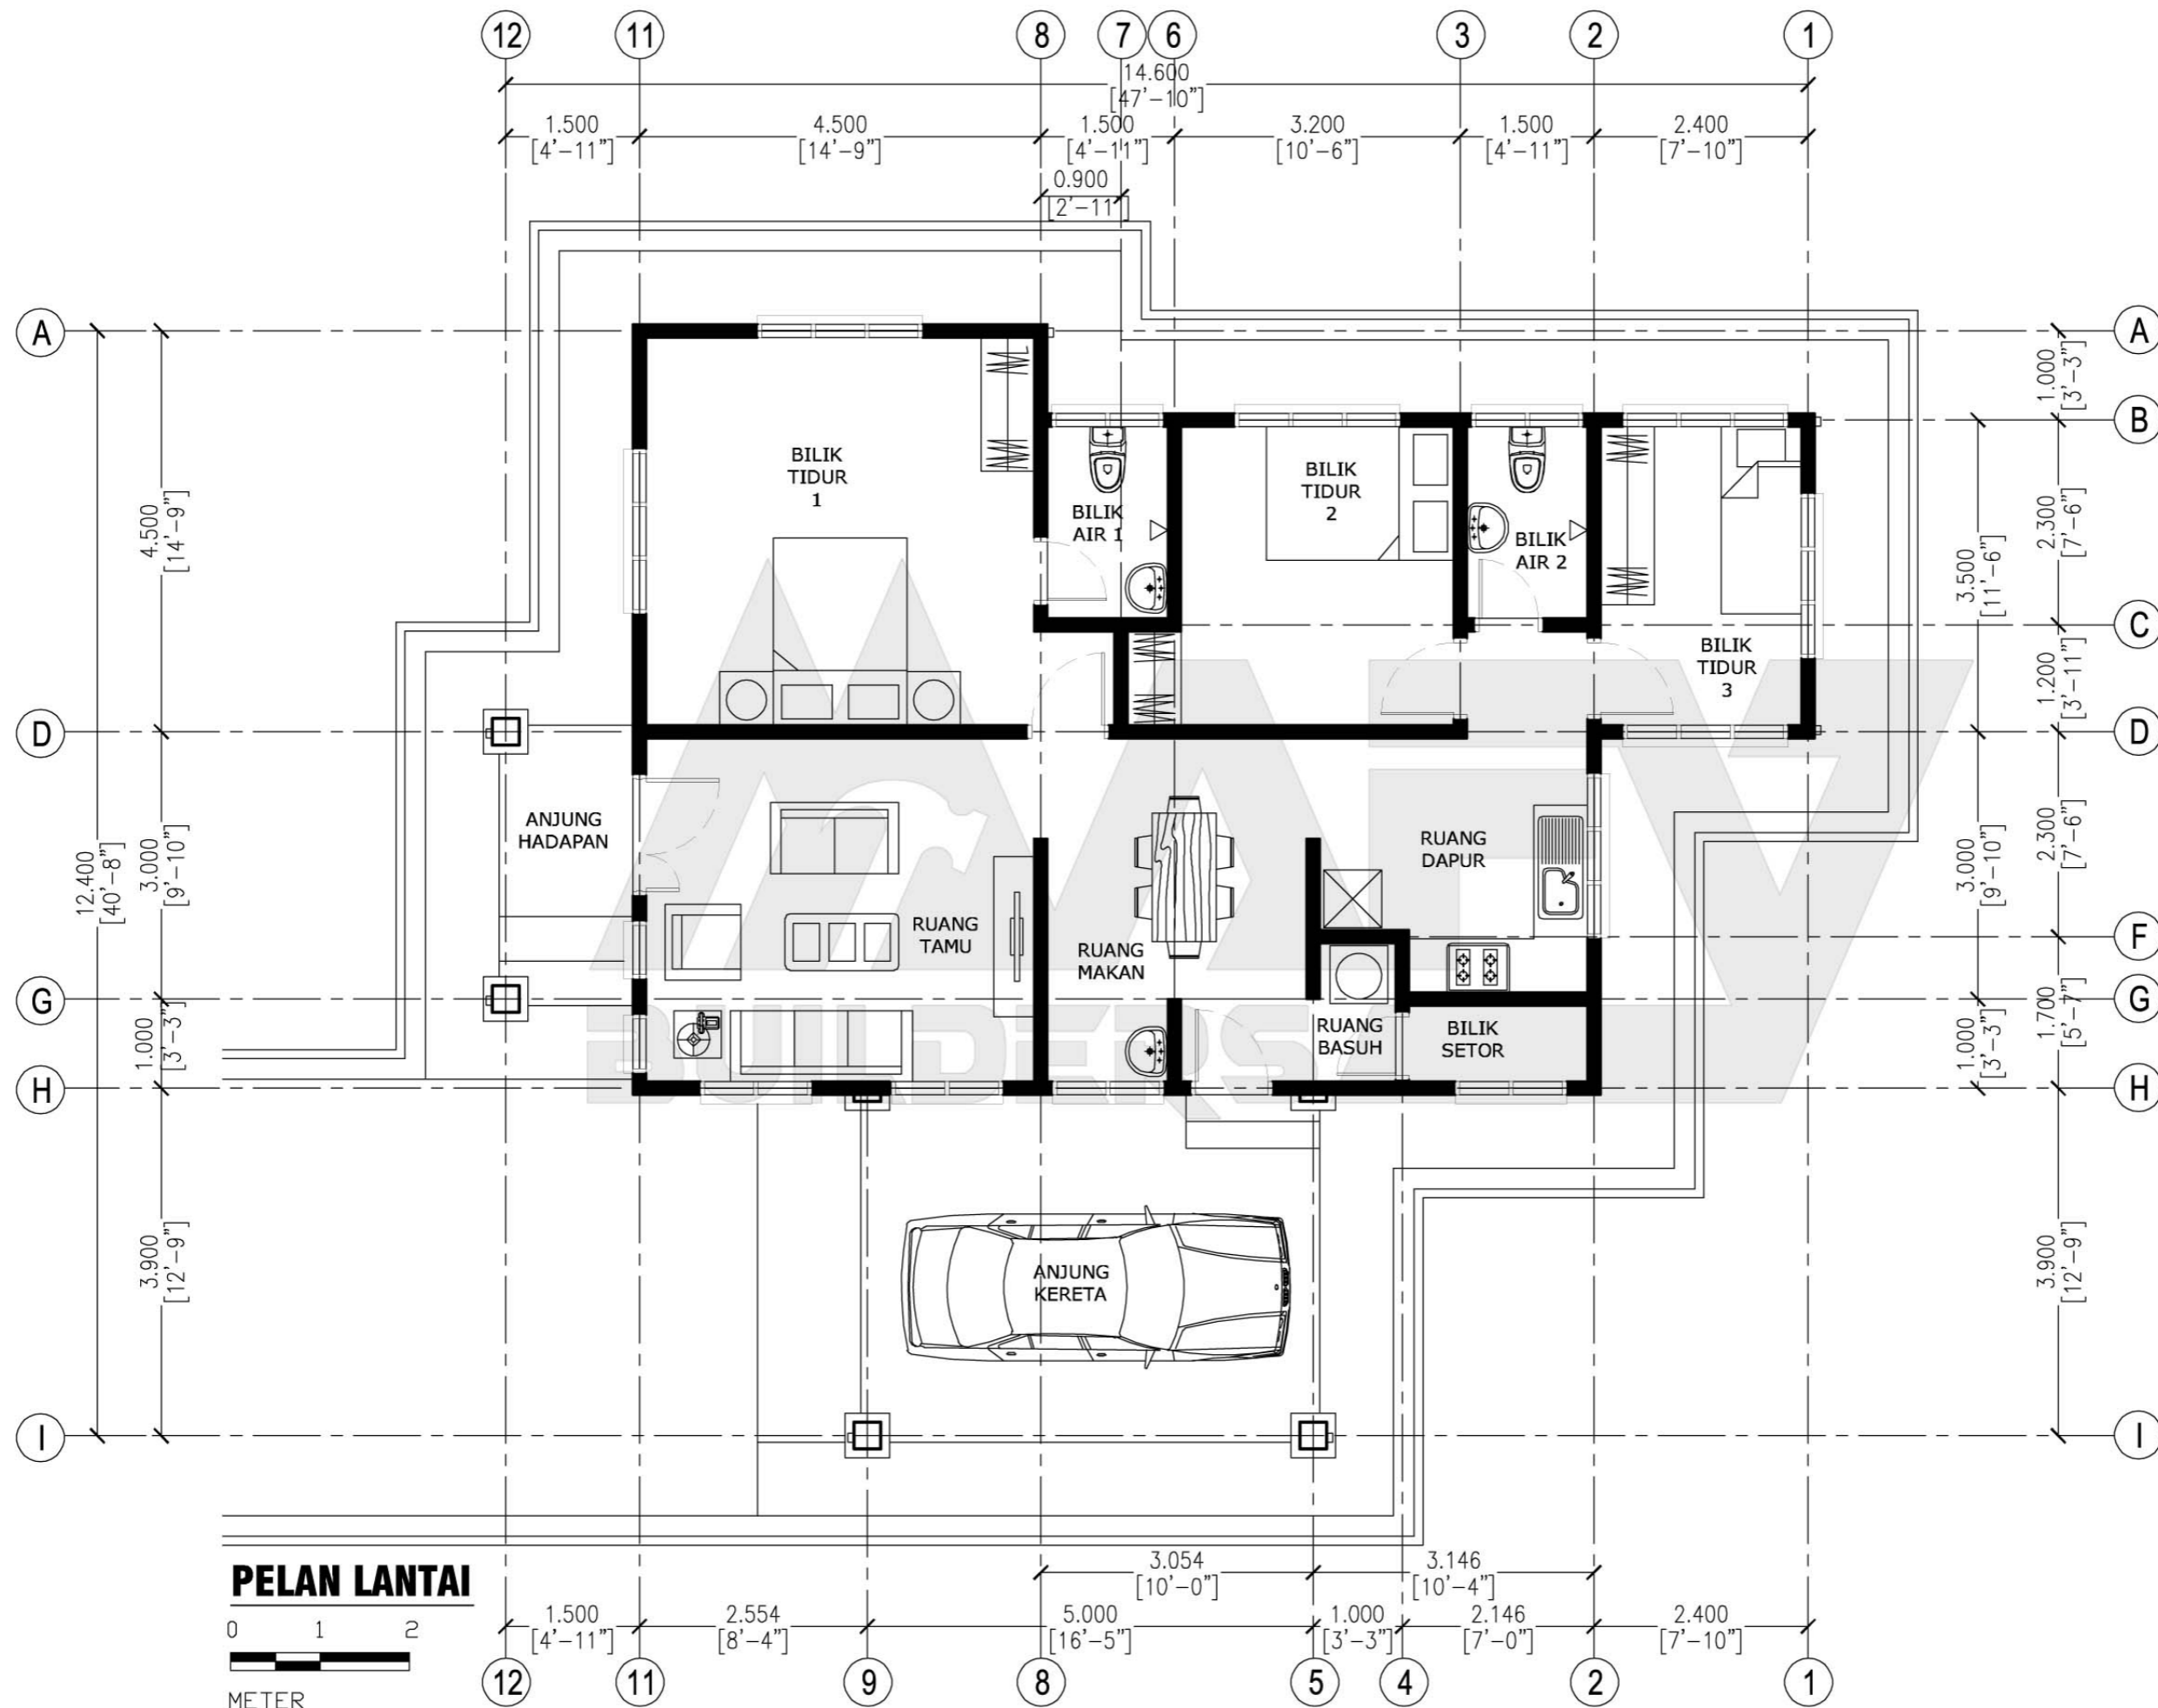 12 11 8 7 6 3 2 1
14.600
[47'-10"]
1.500 4.500 1.500 3.200 1.500 2.400
[4'-11"] [14'-9"] [4'-11"] [10'-6"] [4'-11"] [7'-10"]
0.900
[2'-11"]
A A
1.000
[3'-3"]
B
BILIK
TIDUR
1
BILIK
AIR 1
BILIK
TIDUR
2
BILIK
AIR 2
BILIK
TIDUR
3
4.500
[14'-9"]
3.500
[11'-6"]
2.300
[7'-6"]
C
1.200
[3'-11"]
D D
ANJUNG
HADAPAN
RUANG
TAMU
RUANG
MAKAN
RUANG
DAPUR
12.400
[40'-8"]
3.000
[9'-10"]
3.000
[9'-10"]
2.300
[7'-6"]
F
G G
RUANG
BASUH
BILIK
SETOR
BUILDERS
1.000
[3'-3"]
1.000
[3'-3"]
1.700
[5'-7"]
H H
ANJUNG
KERETA
3.900
[12'-9"]
3.900
[12'-9"]
I I
PELAN LANTAI
0 1 2
METER
3.054 3.146
[10'-0"] [10'-4"]
1.500 2.554 5.000 1.000 2.146 2.400
[4'-11"] [8'-4"] [16'-5"] [3'-3"] [7'-0"] [7'-10"]
12 11 9 8 5 4 2 1